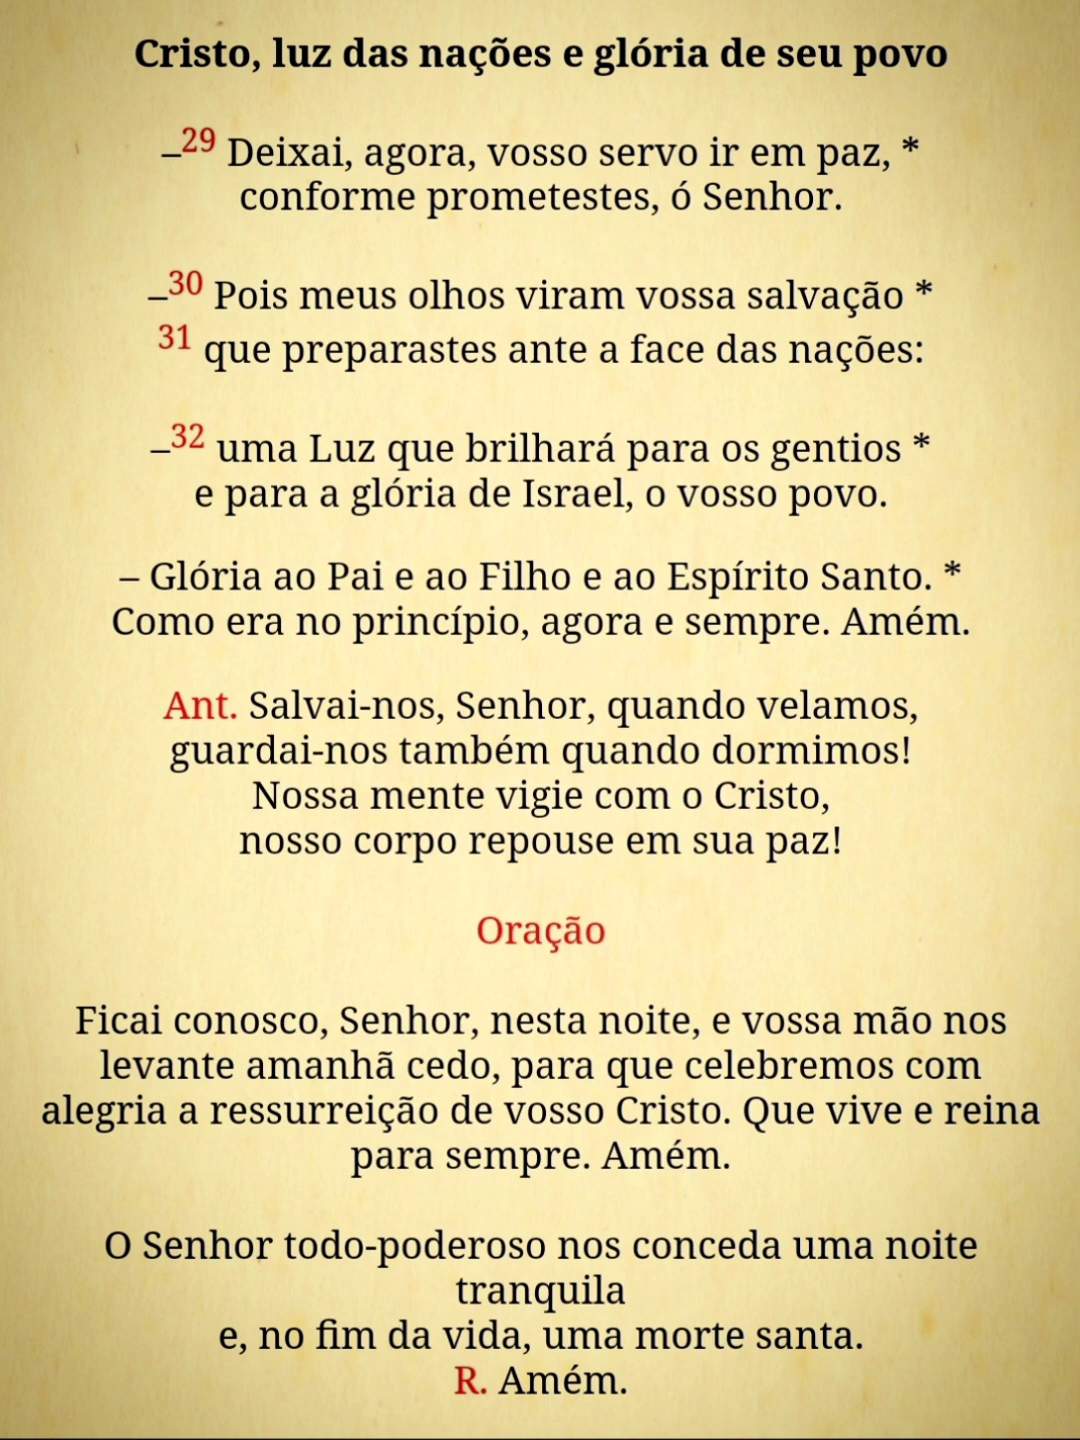 Cristo, luz das nações e glória de seu povo
–29 Deixai, agora, vosso servo ir em paz, *
conforme prometestes, ó Senhor.
–30 Pois meus olhos viram vossa salvação *
31 que preparastes ante a face das nações:
–32 uma Luz que brilhará para os gentios *
e para a glória de Israel, o vosso povo.
– Glória ao Pai e ao Filho e ao Espírito Santo. *
Como era no princípio, agora e sempre. Amém.
Ant. Salvai-nos, Senhor, quando velamos,
guardai-nos também quando dormimos!
Nossa mente vigie com o Cristo,
nosso corpo repouse em sua paz!
Oração
Ficai conosco, Senhor, nesta noite, e vossa mão nos
levante amanhã cedo, para que celebremos com
alegria a ressurreição de vosso Cristo. Que vive e reina
para sempre. Amém.
O Senhor todo-poderoso nos conceda uma noite
tranquila
e, no fim da vida, uma morte santa.
R. Amém.